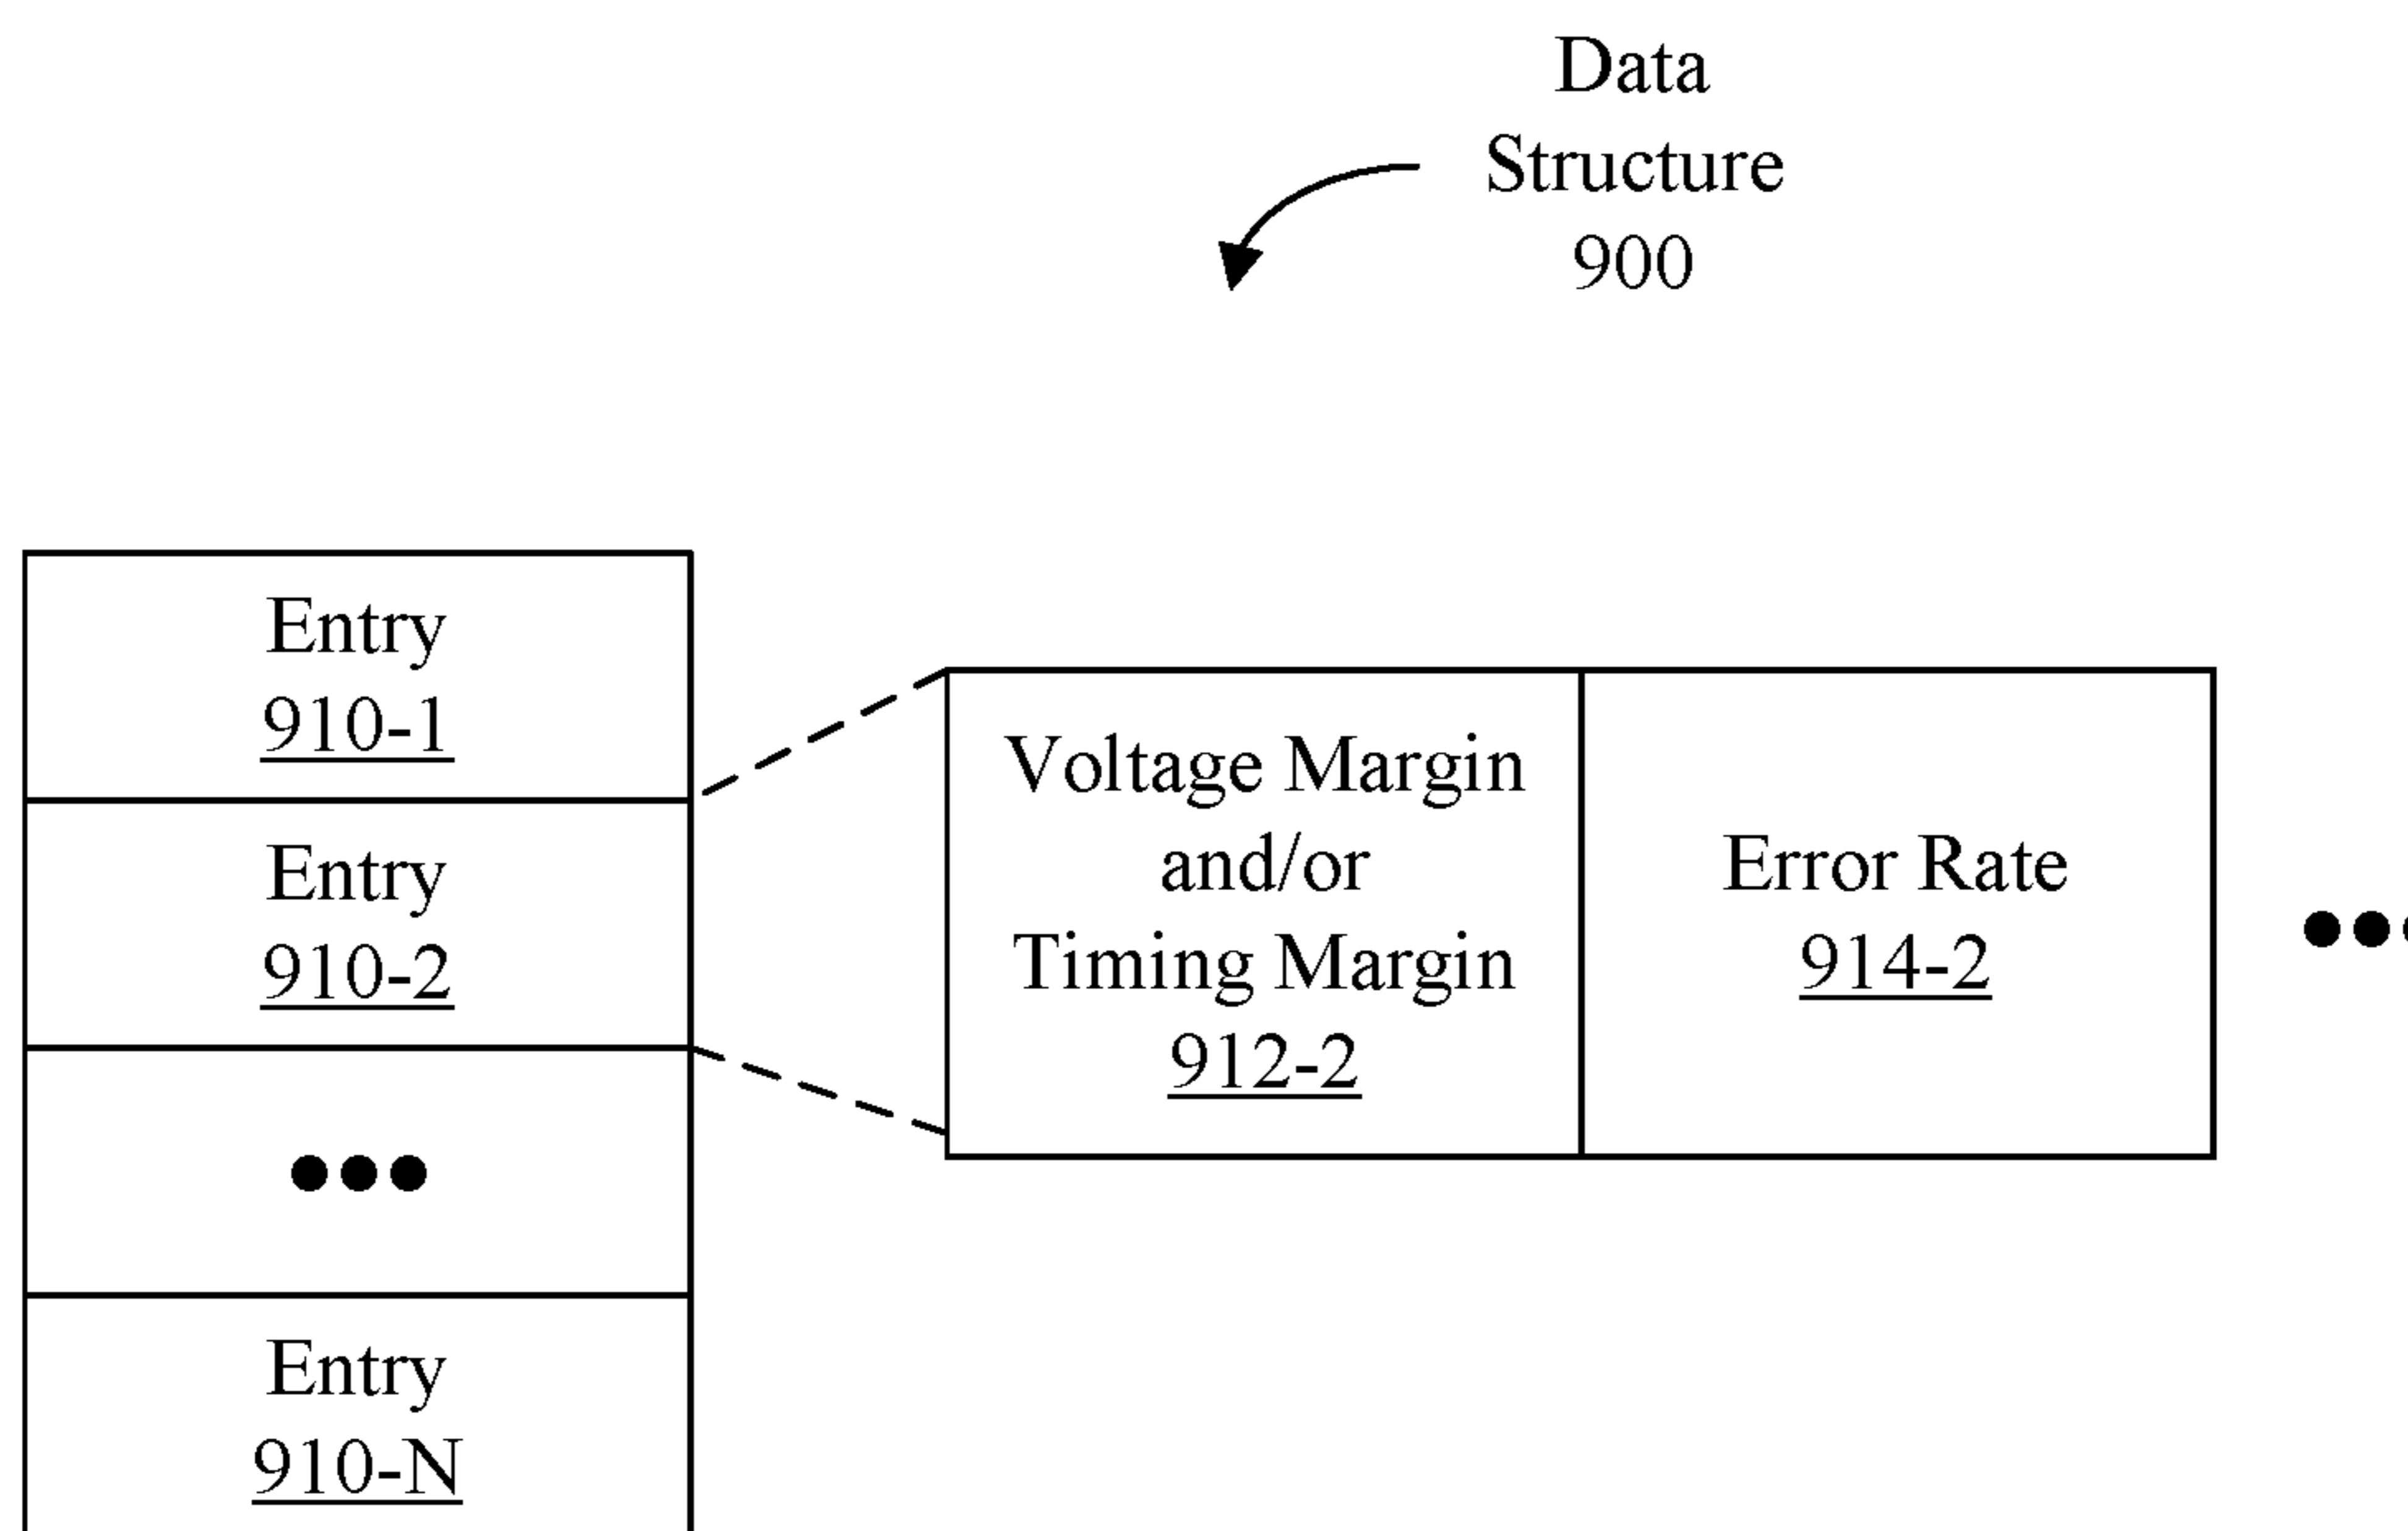 Data
Structure
900
Entry
910-1
Entry
910-2
●●●
Entry
910-N
Voltage Margin
and/or
Timing Margin
912-2
Error Rate
914-2
●●●